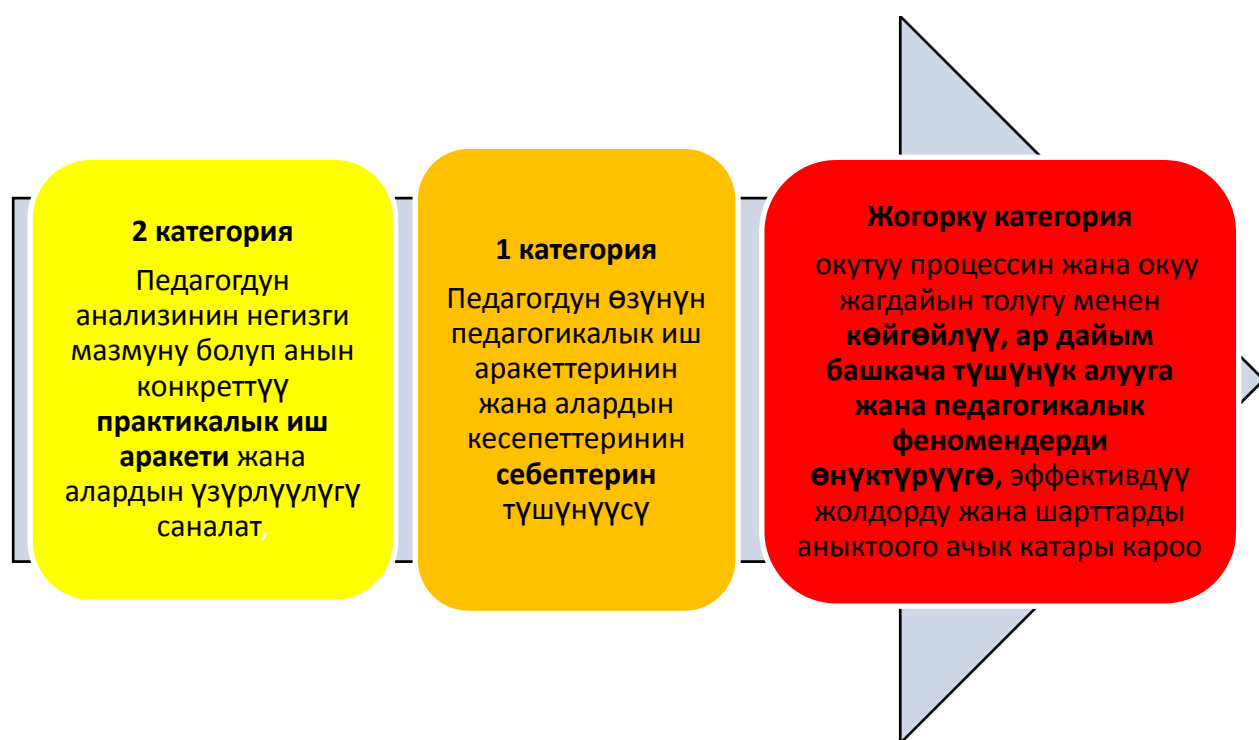 2 категория
Педагогдун
анализинин негизги
мазмуну болуп анын
конкреттүү
практикалык иш
аракети жана
алардын үзүрлүүлүгү
саналат,
1 категория
Педагогдун өзүнүн
педагогикалык иш
аракеттеринин
жана алардын
кесепеттеринин
себептерин
түшүнүүсү
Жогорку категория
окутуу процессин жана окуу
жагдайын толугу менен
көйгөйлүү, ар дайым
башкача түшүнүк алууга
жана педагогикалык
феномендерди
өнүктүрүүгө, эффективдүү
жолдорду жана шарттарды
аныктоого ачык катары кароо